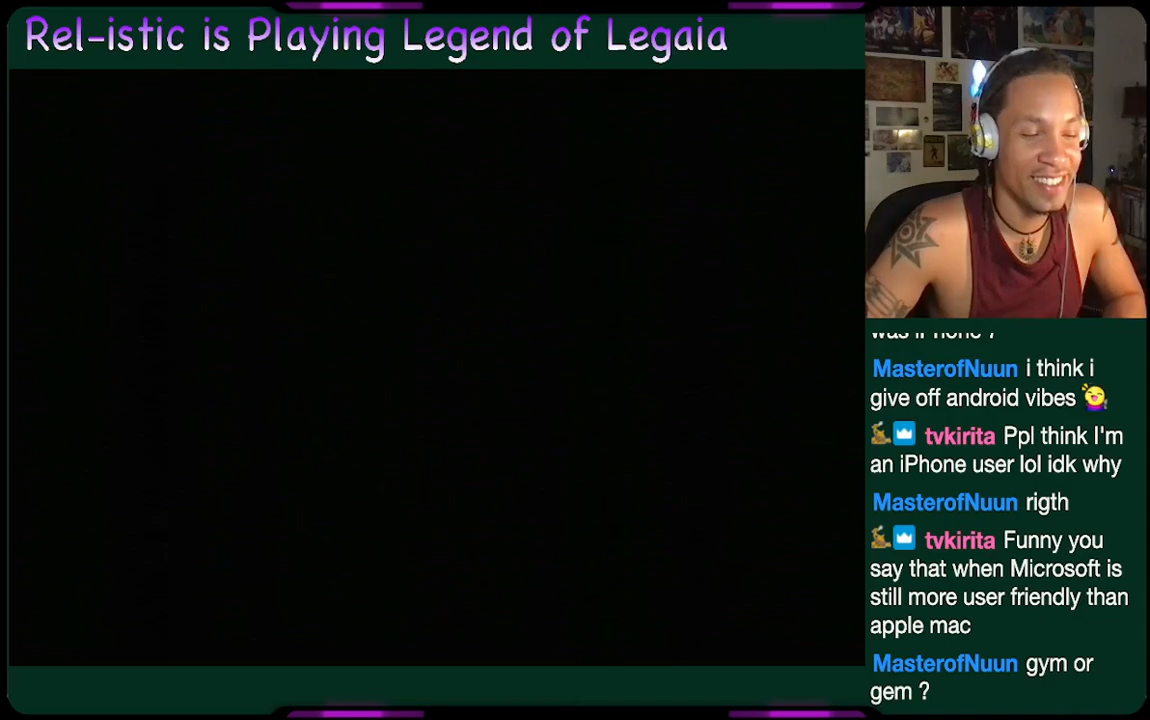 Rel-istic is Playing Legend of Legaia
was iPhone ?
MasterofNuun i think i
give off android vibes
tvkirita Ppl think I'm
an iPhone user lol idk why
MasterofNuun rigth
tvkirita Funny you
say that when Microsoft is
still more user friendly than
apple mac
MasterofNuun gym or
gem ?